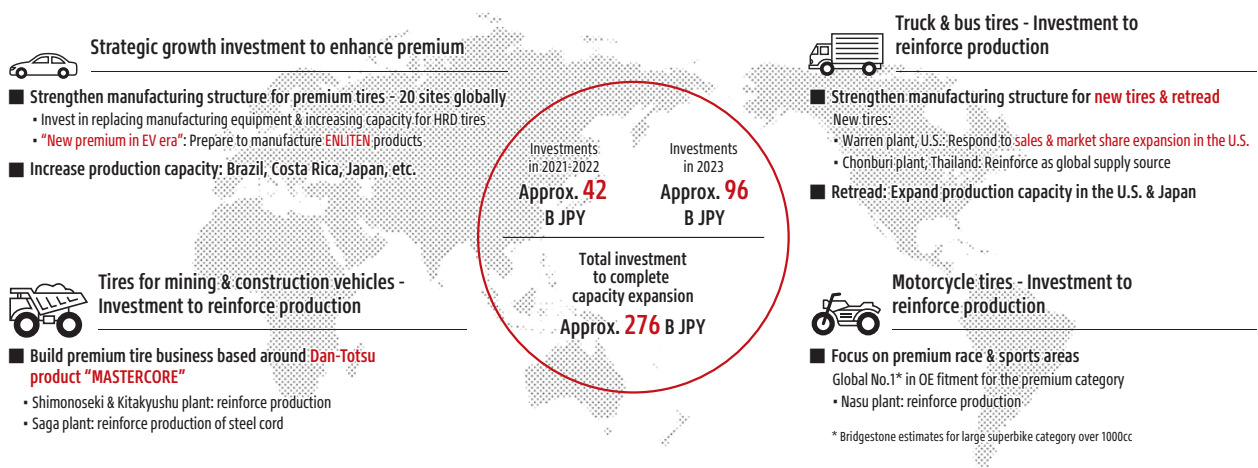 Strategic growth investment to enhance premium
■ Strengthen manufacturing structure for premium tires - 20 sites globally
・Invest in replacing manufacturing equipment & increasing capacity for HRD tires
・“New premium in EV era”: Prepare to manufacture ENLITEN products
■ Increase production capacity: Brazil, Costa Rica, Japan, etc.
Tires for mining & construction vehicles -
Investment to reinforce production
■ Build premium tire business based around Dan-Totsu
product “MASTERCORE”
・Shimonoseki & Kitakyushu plant: reinforce production
・Saga plant: reinforce production of steel cord
Investments
in 2021-2022
Approx. 42
B JPY
Investments
in 2023
Approx. 96
B JPY
Total investment
to complete
capacity expansion
Approx. 276 B JPY
Truck & bus tires - Investment to
reinforce production
■ Strengthen manufacturing structure for new tires & retread
New tires:
・Warren plant, U.S.: Respond to sales & market share expansion in the U.S.
・Chonburi plant, Thailand: Reinforce as global supply source
■ Retread: Expand production capacity in the U.S. & Japan
Motorcycle tires - Investment to
reinforce production
■ Focus on premium race & sports areas
Global No.1* in OE fitment for the premium category
・Nasu plant: reinforce production
* Bridgestone estimates for large superbike category over 1000cc